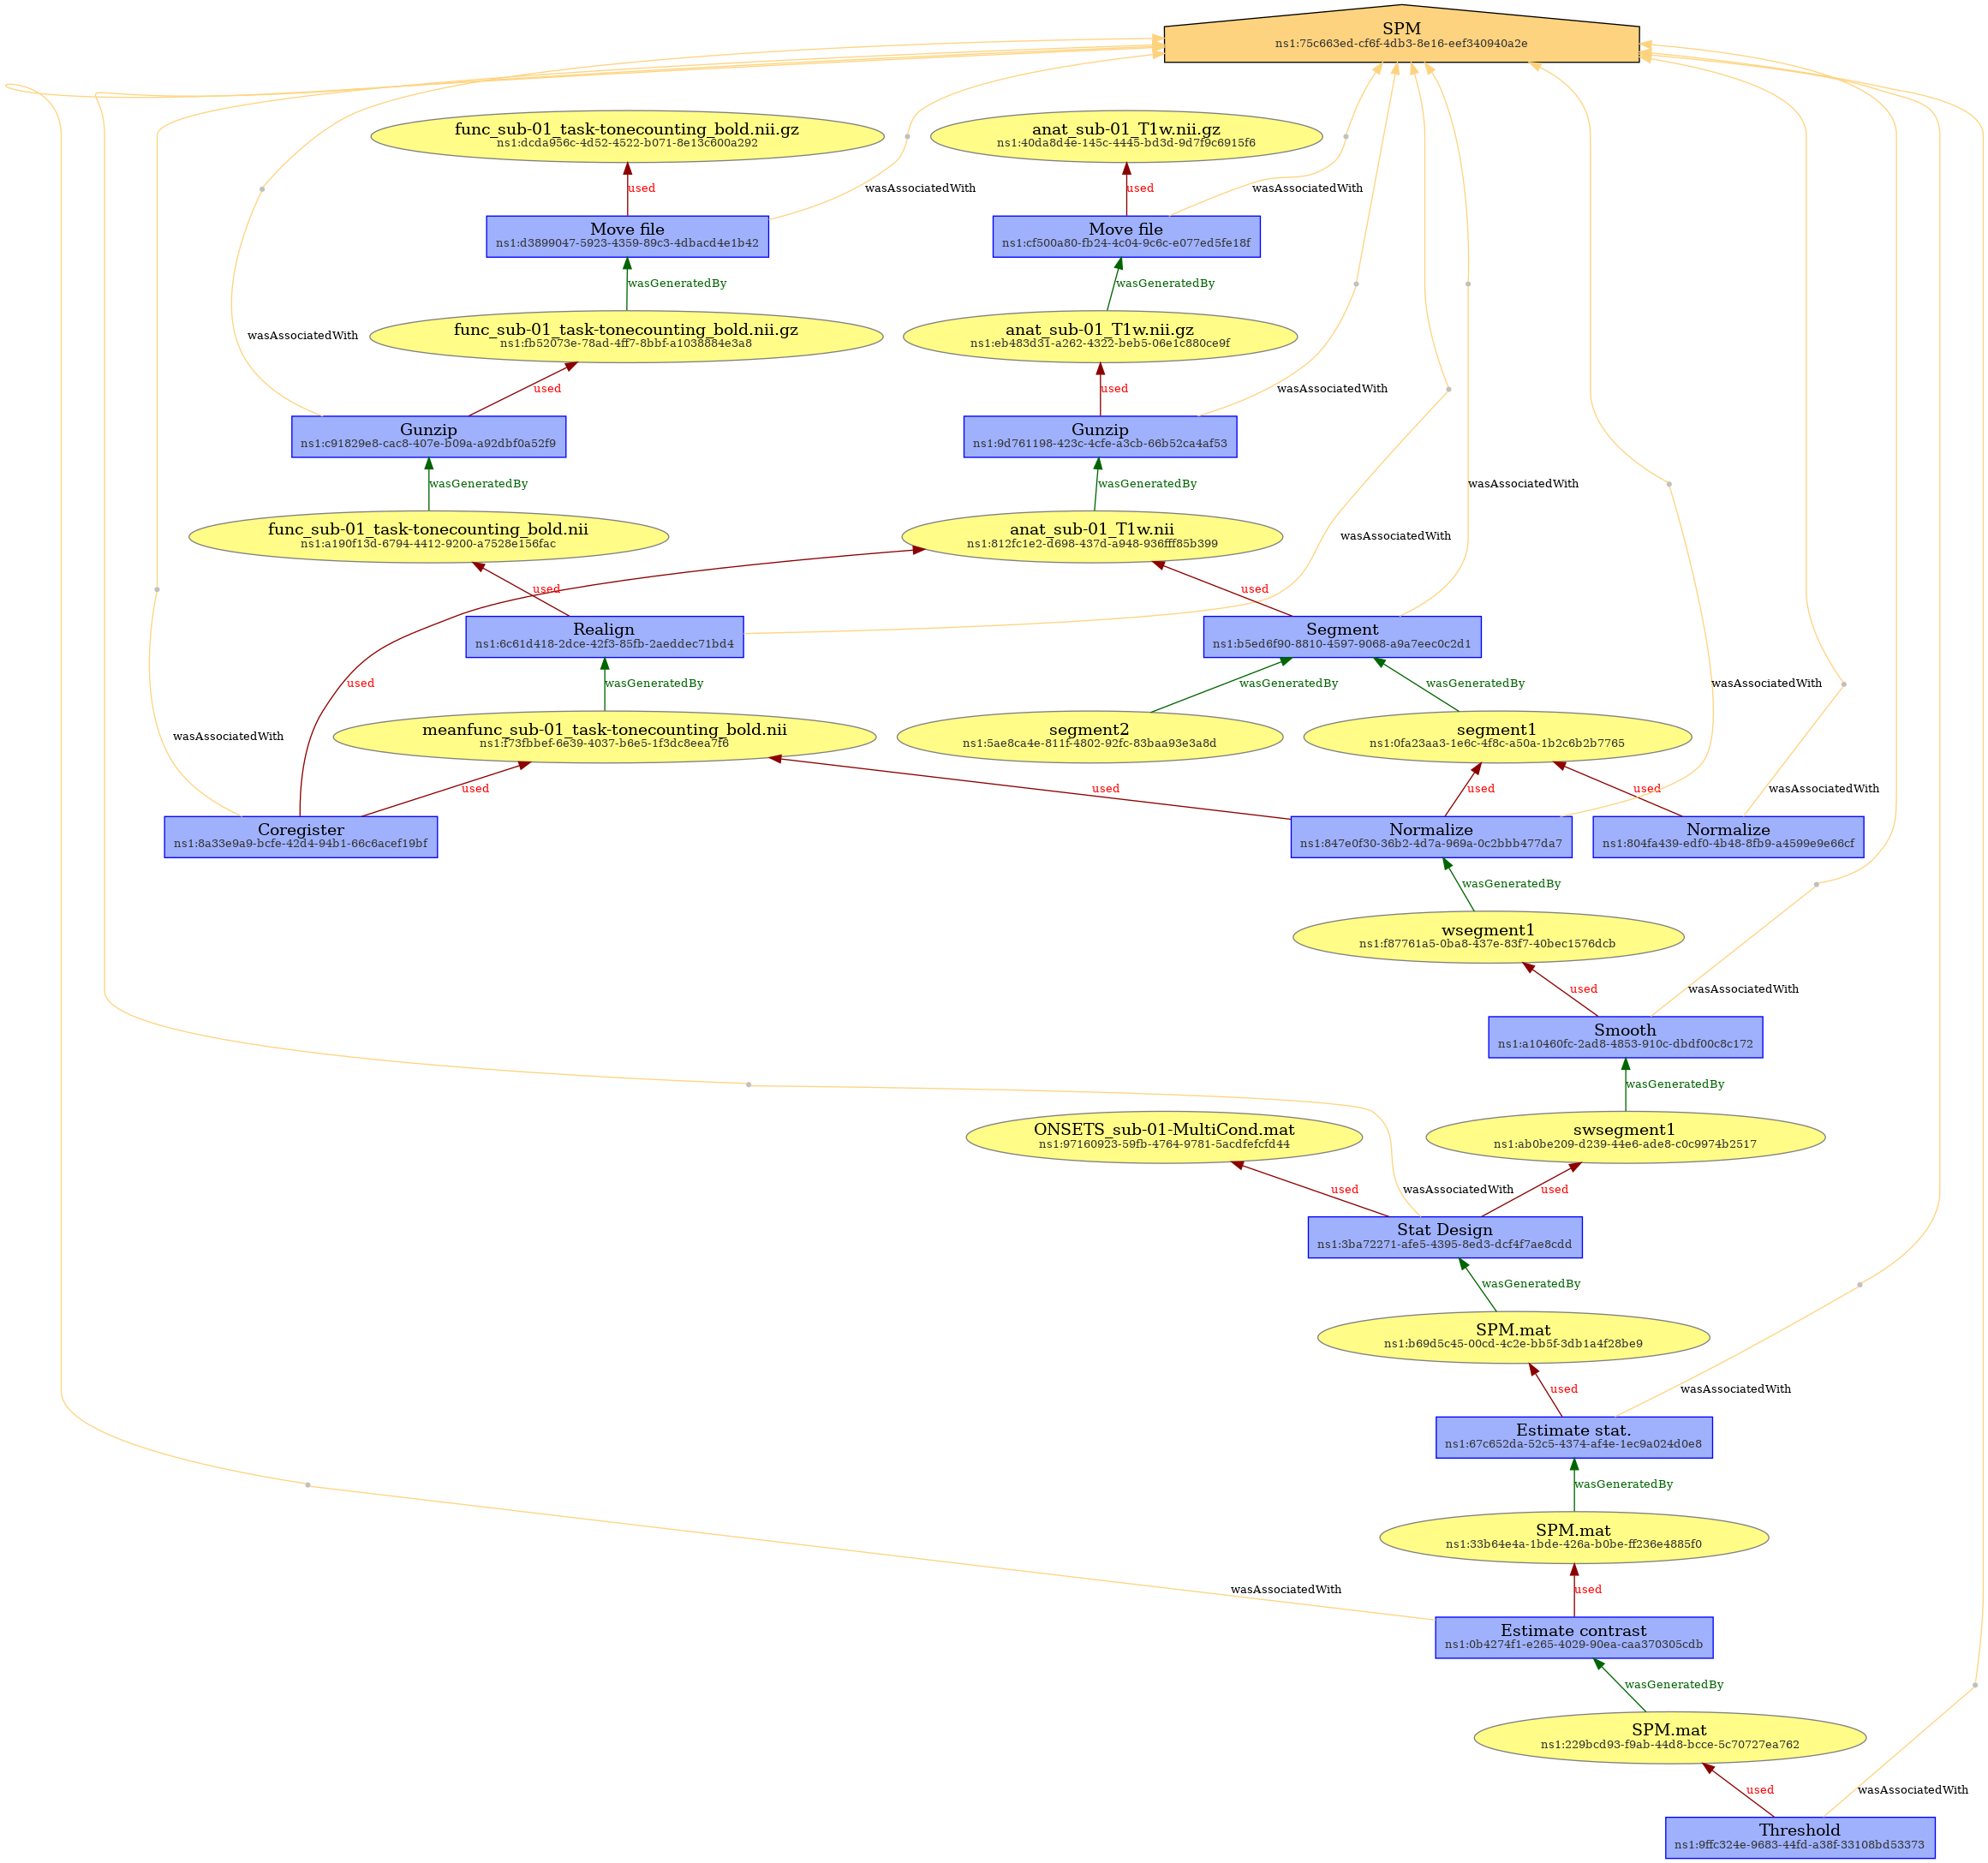 SPM
ns1:75c663ed-cf6f-4db3-8e16-eef340940a2e
func_sub-01_task-tonecounting_bold.nii.gz
ns1:dcda956c-4d52-4522-b071-8e13c600a292
anat_sub-01_T1w.nii.gz
ns1:40da8d4e-145c-4445-bd3d-9d7f9c6915f6
used
wasAssociatedWith
used
wasAssociatedWith
Move file
ns1:d3899047-5923-4359-89c3-4dbacd4e1b42
Move file
ns1:cf500a80-fb24-4c04-9c6c-e077ed5fe18f
wasGeneratedBy
wasGeneratedBy
wasAssociatedWith
func_sub-01_task-tonecounting_bold.nii.gz
ns1:fb52073e-78ad-4ff7-8bbf-a1038884e3a8
anat_sub-01_T1w.nii.gz
ns1:eb483d31-a262-4322-beb5-06e1c880ce9f
used
used
wasAssociatedWith
Gunzip
ns1:c91829e8-cac8-407e-b09a-a92dbf0a52f9
Gunzip
ns1:9d761198-423c-4cfe-a3cb-66b52ca4af53
wasGeneratedBy
wasGeneratedBy
wasAssociatedWith
func_sub-01_task-tonecounting_bold.nii
ns1:a190f13d-6794-4412-9200-a7528e156fac
anat_sub-01_T1w.nii
ns1:812fc1e2-d698-437d-a948-936fff85b399
wasAssociatedWith
used
used
Realign
ns1:6c61d418-2dce-42f3-85fb-2aeddec71bd4
Segment
ns1:b5ed6f90-8810-4597-9068-a9a7eec0c2d1
used
wasGeneratedBy
wasGeneratedBy
wasGeneratedBy
wasAssociatedWith
wasAssociatedWith
meanfunc_sub-01_task-tonecounting_bold.nii
ns1:f73fbbef-6e39-4037-b6e5-1f3dc8eea7f6
segment2
ns1:5ae8ca4e-811f-4802-92fc-83baa93e3a8d
segment1
ns1:0fa23aa3-1e6c-4f8c-a50a-1b2c6b2b7765
used
used
used
used
wasAssociatedWith
Coregister
ns1:8a33e9a9-bcfe-42d4-94b1-66c6acef19bf
Normalize
ns1:847e0f30-36b2-4d7a-969a-0c2bbb477da7
Normalize
ns1:804fa439-edf0-4b48-8fb9-a4599e9e66cf
wasGeneratedBy
wsegment1
ns1:f87761a5-0ba8-437e-83f7-40bec1576dcb
used
wasAssociatedWith
Smooth
ns1:a10460fc-2ad8-4853-910c-dbdf00c8c172
wasGeneratedBy
ONSETS_sub-01-MultiCond.mat
ns1:97160923-59fb-4764-9781-5acdfefcfd44
swsegment1
ns1:ab0be209-d239-44e6-ade8-c0c9974b2517
used
wasAssociatedWith
used
Stat Design
ns1:3ba72271-afe5-4395-8ed3-dcf4f7ae8cdd
wasGeneratedBy
SPM.mat
ns1:b69d5c45-00cd-4c2e-bb5f-3db1a4f28be9
used
wasAssociatedWith
Estimate stat.
ns1:67c652da-52c5-4374-af4e-1ec9a024d0e8
wasGeneratedBy
SPM.mat
ns1:33b64e4a-1bde-426a-b0be-ff236e4885f0
wasAssociatedWith
used
Estimate contrast
ns1:0b4274f1-e265-4029-90ea-caa370305cdb
wasGeneratedBy
SPM.mat
ns1:229bcd93-f9ab-44d8-bcce-5c70727ea762
used
wasAssociatedWith
Threshold
ns1:9ffc324e-9683-44fd-a38f-33108bd53373